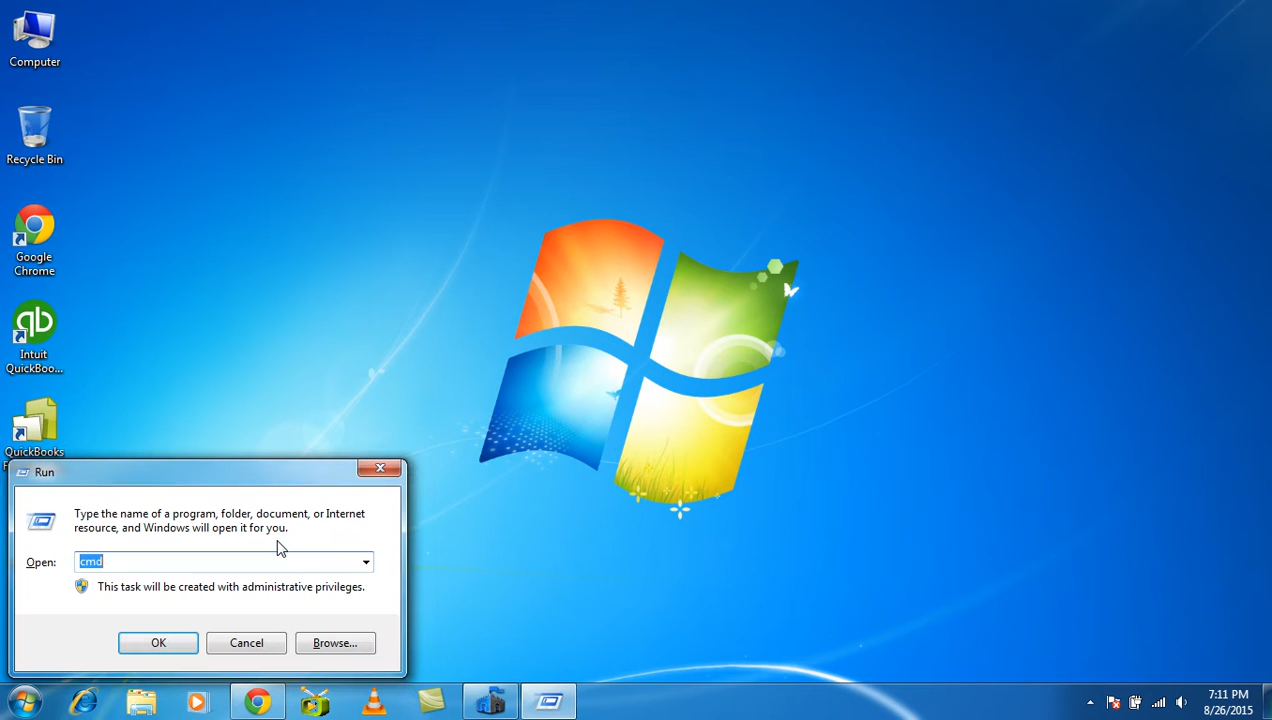 Computer
Recycle Bin
Google
Chrome
qb
Intuit
QuickBoo...
QuickBooks
Run
Type the name of a program, folder, document, or Internet
resource, and Windows will open it for you.
Open:
cmd
This task will be created with administrative privileges.
OK
Cancel
Browse...
7:11 PM
8/26/2015